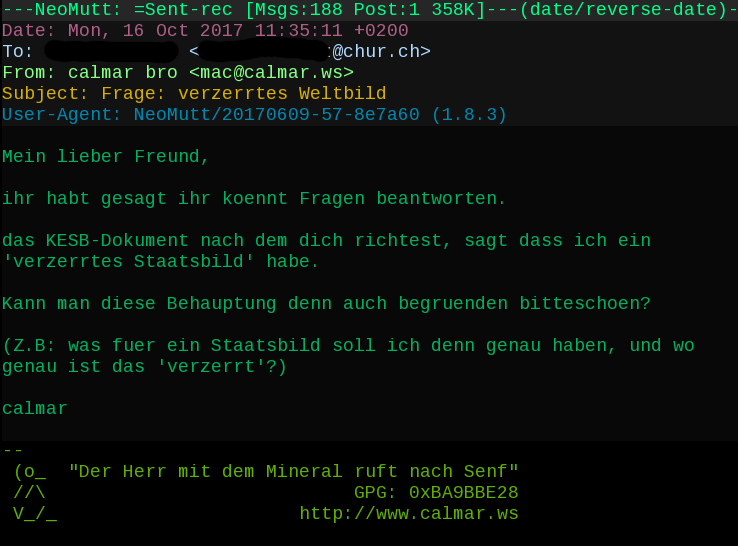 ---NeoMutt: =Sent-rec [Msgs:188 Post:1 358K]---(date/reverse-date)-
Date: Mon, 16 Oct 2017 11:35:11 +0200
To: < @chur.ch>
From: calmar bro <mac@calmar.ws>
Subject: Frage: verzerrtes Weltbild
User-Agent: NeoMutt/20170609-57-8e7a60 (1.8.3)
Mein lieber Freund,
ihr habt gesagt ihr koennt Fragen beantworten.
das KESB-Dokument nach dem dich richtest, sagt dass ich ein
'verzerrtes Staatsbild' habe.
Kann man diese Behauptung denn auch begruenden bitteschoen?
(Z.B: was fuer ein Staatsbild soll ich denn genau haben, und wo
genau ist das 'verzerrt'?)
calmar
--
(o_ "Der Herr mit dem Mineral ruft nach Senf"
//\ GPG: 0xBA9BBE28
V_/_ http://www.calmar.ws